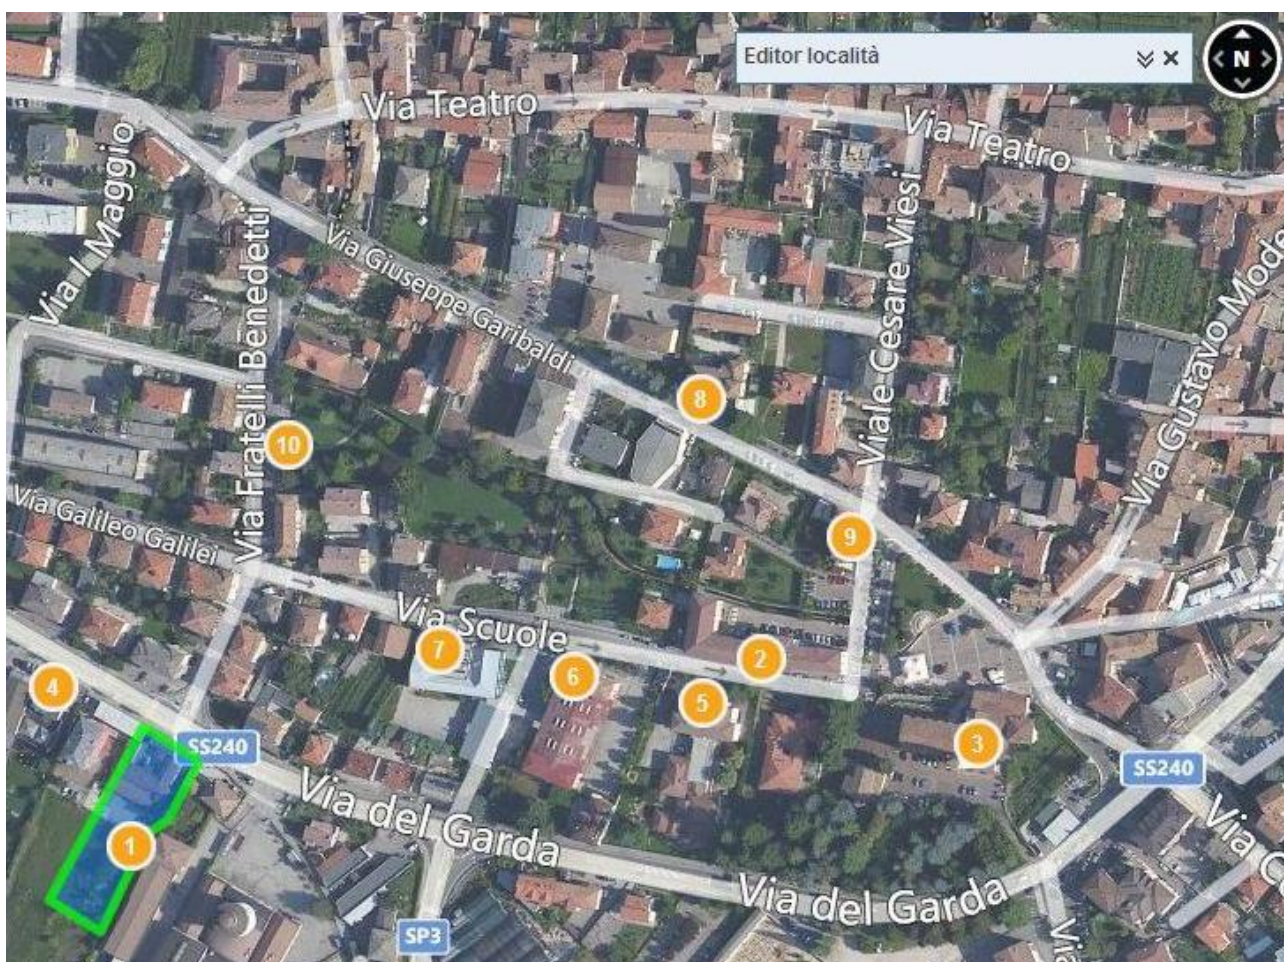 Editor località
N
Via Teatro
Via Teatro
Via I Maggio
Via Fratelli Benedetti
Via Giuseppe Garibaldi
Viale Cesare Viesi
Via Gustavo Mode
8
10
9
Via Galileo Galilei
Via Scuole
7
2
6
4
5
3
SS240
SS240
Via del Garda
1
Via C
Via del Garda
SP3
Via